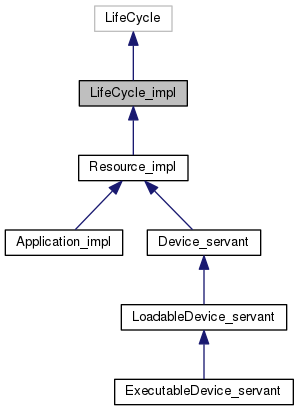 LifeCycle
LifeCycle_impl
Resource_impl
Application_impl
Device_servant
LoadableDevice_servant
ExecutableDevice_servant